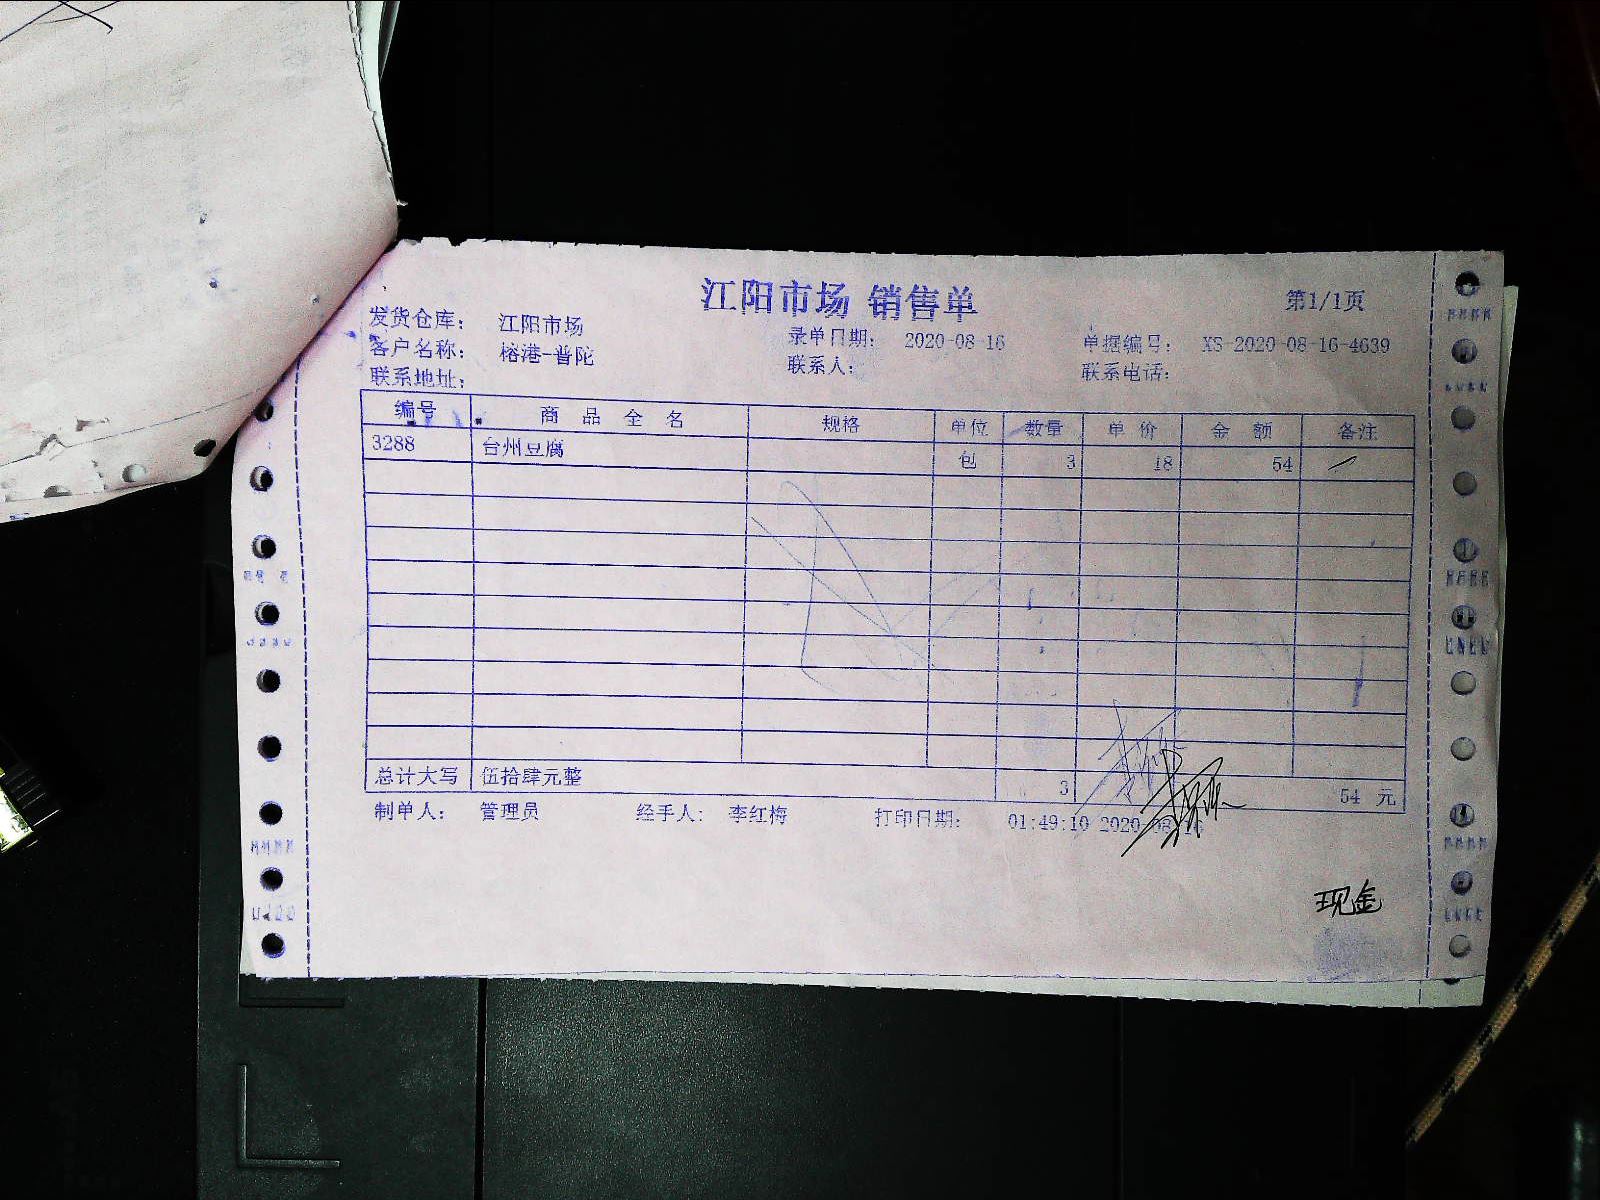 江阳市场 销售单
第1/1页
发货仓库： 江阳市场 录单日期： 2020-08-16 单据编号： XS-2020-08-16-4639
客户名称： 榕港-普陀 联系人： 联系电话：
联系地址：
编号 商品全名 规格 单位 数量 单价 金额 备注
3288 台州豆腐 包 3 18 54
总计大写 伍拾肆元整 3 54 元
制单人： 管理员 经手人： 李红梅 打印日期： 01:49:10 2020-08-16
现金